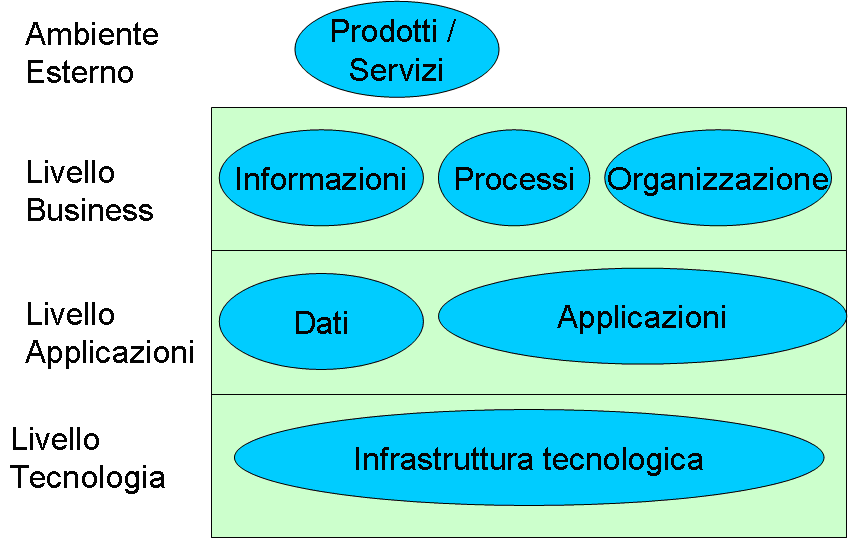 Ambiente
Esterno
Prodotti /
Servizi
Livello
Business
Informazioni
Processi
Organizzazione
Livello
Applicazioni
Dati
Applicazioni
Livello
Tecnologia
Infrastruttura tecnologica